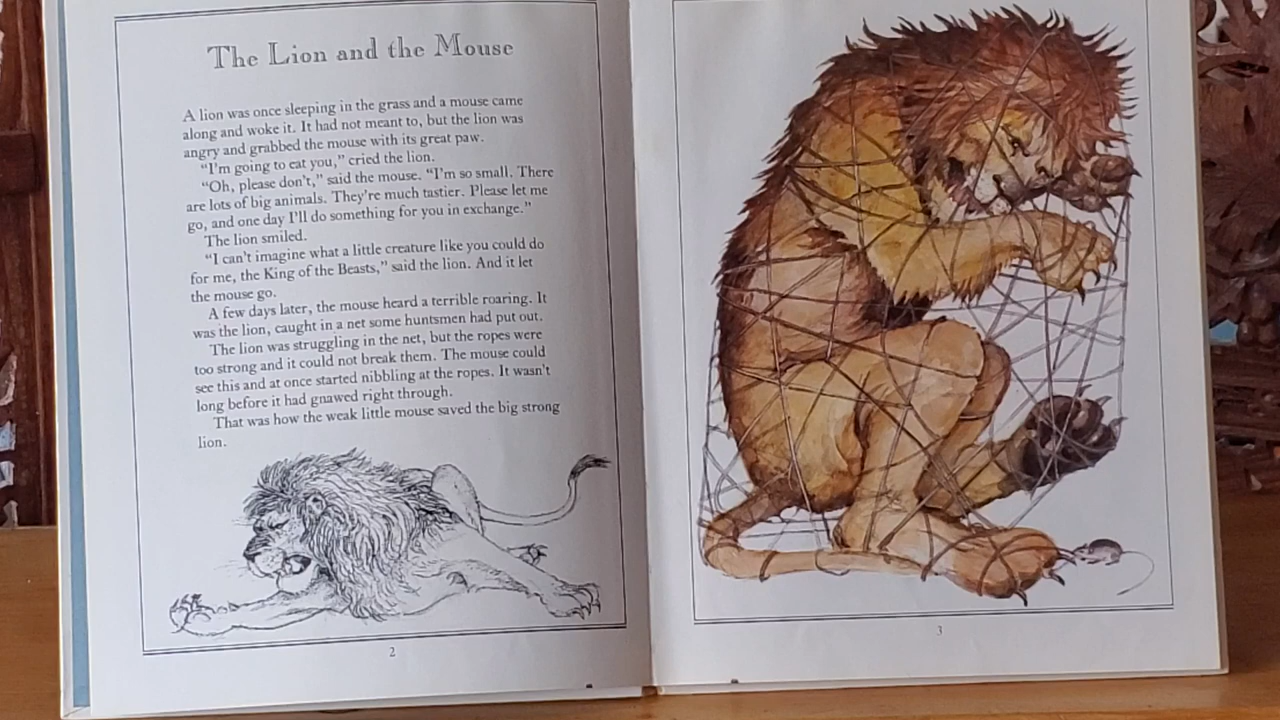 The Lion and the Mouse
A lion was once sleeping in the grass and a mouse came
along and woke it. It had not meant to, but the lion was
angry and grabbed the mouse with its great paw.
“I'm going to eat you,” cried the lion.
“Oh, please don't,” said the mouse. “I'm so small. There
are lots of big animals. They're much tastier. Please let me
go, and one day I'll do something for you in exchange.”
The lion smiled.
“I can't imagine what a little creature like you could do
for me, the King of the Beasts,” said the lion. And it let
the mouse go.
A few days later, the mouse heard a terrible roaring. It
was the lion, caught in a net some huntsmen had put out.
The lion was struggling in the net, but the ropes were
too strong and it could not break them. The mouse could
see this and at once started nibbling at the ropes. It wasn't
long before it had gnawed right through.
That was how the weak little mouse saved the big strong
lion.
2
3